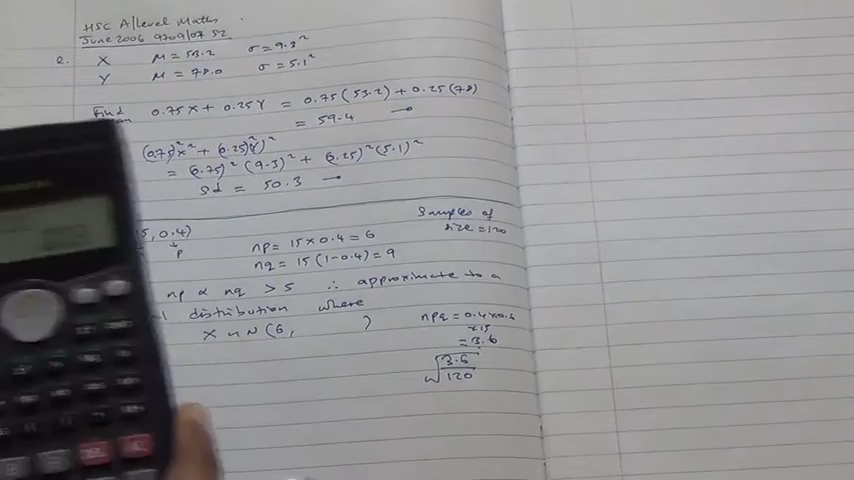 HSC A/Level Maths
June 2006 9709/07 S2
2. X μ = 53.2 σ = 9.3²
Y μ = 78.0 σ = 5.1²
Find 0.75X + 0.25Y = 0.75(53.2) + 0.25(78)
= 59.4
(0.75)²X² + (0.25)²Y²
= (0.75)² (9.3)² + (0.25)² (5.1)²
sd = 50.3
5, 0.4) Samples of
p size = 120
np = 15 × 0.4 = 6
nq = 15 (1-0.4) = 9
np & nq > 5 ∴ approximate to a
l distribution where
X ~ N (6, )
npq = 0.4×0.6
×15
= 3.6
√3.6
120